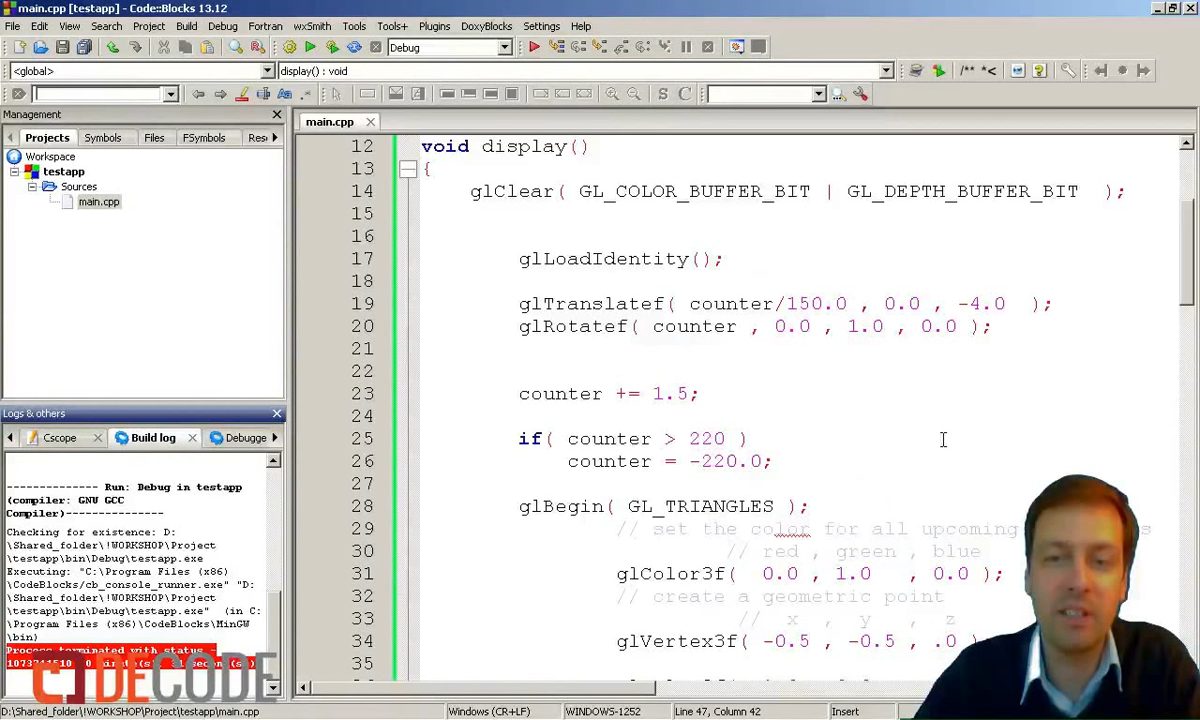 main.cpp [testapp] - Code::Blocks 13.12
File Edit View Search Project Build Debug Fortran wxSmith Tools Tools+ Plugins DoxyBlocks Settings Help
Debug
<global>
display() : void
/** *<
S C
Management
main.cpp
Projects Symbols Files FSymbols Res
Workspace
testapp
Sources
main.cpp
12 void display()
13 {
14 glClear( GL_COLOR_BUFFER_BIT | GL_DEPTH_BUFFER_BIT );
15
16
17 glLoadIdentity();
18
19 glTranslatef( counter/150.0 , 0.0 , -4.0 );
20 glRotatef( counter , 0.0 , 1.0 , 0.0 );
21
22
23 counter += 1.5;
24
25 if( counter > 220 )
26 counter = -220.0;
27
28 glBegin( GL_TRIANGLES );
29 // set the color for all upcoming
30 // red , green , blue
31 glColor3f( 0.0 , 1.0 , 0.0 );
32 // create a geometric point
33 // x , y , z
34 glVertex3f( -0.5 , -0.5 , .0 )
35
Logs & others
Cscope Build log Debugge
-------------- Run: Debug in testapp
(compiler: GNU GCC
Compiler)---------------
Checking for existence: D:
\Shared_folder\!WORKSHOP\Project
\testapp\bin\Debug\testapp.exe
Executing: "C:\Program Files (x86)
\CodeBlocks/cb_console_runner.exe" "D:
\Shared_folder\!WORKSHOP\Project
\testapp\bin\Debug\testapp.exe" (in C:
\Program Files (x86)\CodeBlocks\MinGW
\bin)
Process terminated with status -
DECODE
D:\Shared_folder\!WORKSHOP\Project\testapp\main.cpp
Windows (CR+LF)
WINDOWS-1252
Line 47, Column 42
Insert